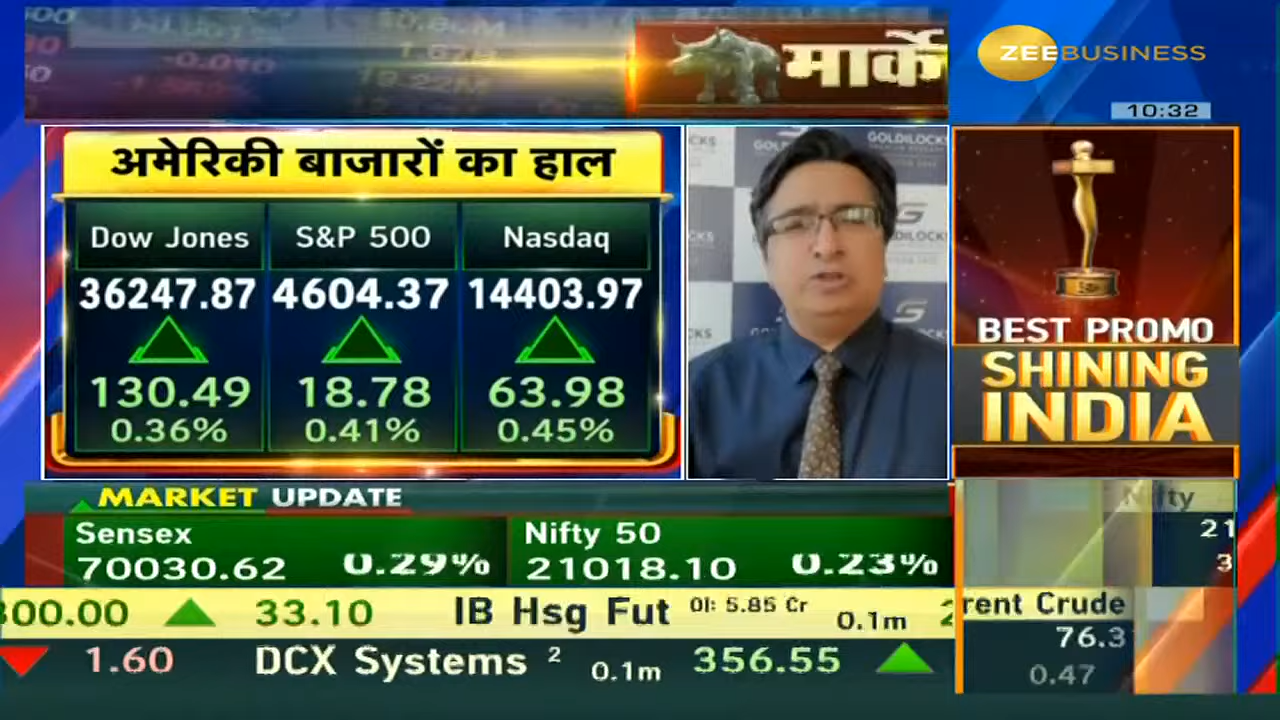 मार्के
ZEEBUSINESS
10:32
अमेरिकी बाजारों का हाल
Dow Jones S&P 500 Nasdaq
36247.87 4604.37 14403.97
130.49 18.78 63.98
0.36% 0.41% 0.45%
GOLDILOCKS
BEST PROMO
SHINING
INDIA
MARKET UPDATE
Sensex
70030.62 0.29%
Nifty 50
21018.10 0.23%
Nifty
21
3
rent Crude
76.3
0.47
300.00 33.10 IB Hsg Fut OI: 5.85 Cr 0.1m 2
1.60 DCX Systems 2 0.1m 356.55